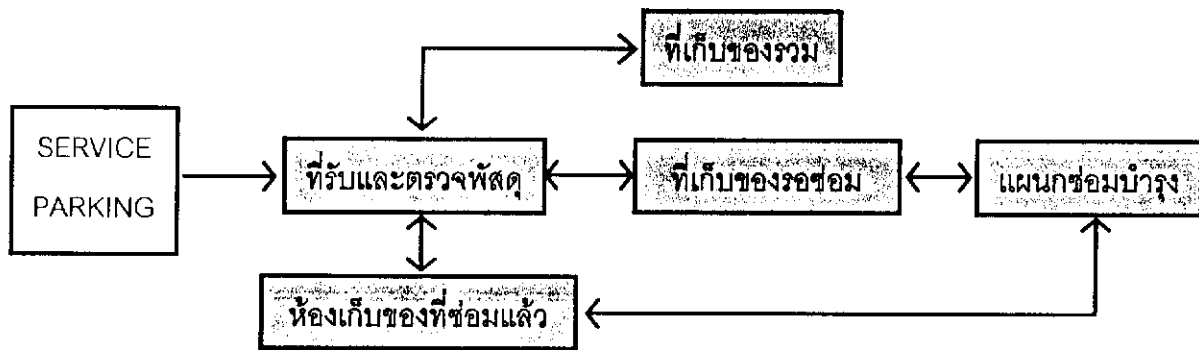 ที่เก็บของรวม
SERVICE
PARKING
ที่รับและตรวจพัสดุ
ที่เก็บของรอซ่อม
แผนกซ่อมบำรุง
ห้องเก็บของที่ซ่อมแล้ว